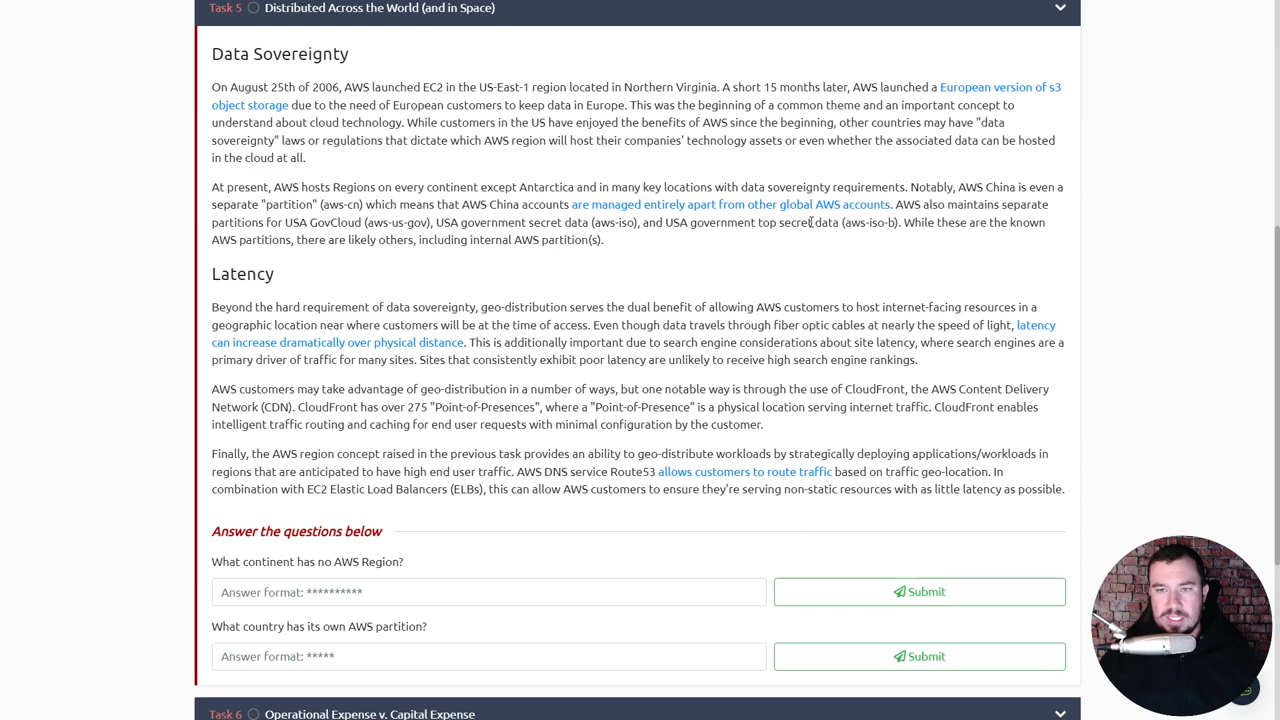 Task 5 Distributed Across the World (and in Space)
Data Sovereignty
On August 25th of 2006, AWS launched EC2 in the US-East-1 region located in Northern Virginia. A short 15 months later, AWS launched a European version of s3
object storage due to the need of European customers to keep data in Europe. This was the beginning of a common theme and an important concept to
understand about cloud technology. While customers in the US have enjoyed the benefits of AWS since the beginning, other countries may have "data
sovereignty" laws or regulations that dictate which AWS region will host their companies' technology assets or even whether the associated data can be hosted
in the cloud at all.
At present, AWS hosts Regions on every continent except Antarctica and in many key locations with data sovereignty requirements. Notably, AWS China is even a
separate "partition" (aws-cn) which means that AWS China accounts are managed entirely apart from other global AWS accounts. AWS also maintains separate
partitions for USA GovCloud (aws-us-gov), USA government secret data (aws-iso), and USA government top secret data (aws-iso-b). While these are the known
AWS partitions, there are likely others, including internal AWS partition(s).
Latency
Beyond the hard requirement of data sovereignty, geo-distribution serves the dual benefit of allowing AWS customers to host internet-facing resources in a
geographic location near where customers will be at the time of access. Even though data travels through fiber optic cables at nearly the speed of light, latency
can increase dramatically over physical distance. This is additionally important due to search engine considerations about site latency, where search engines are a
primary driver of traffic for many sites. Sites that consistently exhibit poor latency are unlikely to receive high search engine rankings.
AWS customers may take advantage of geo-distribution in a number of ways, but one notable way is through the use of CloudFront, the AWS Content Delivery
Network (CDN). CloudFront has over 275 "Point-of-Presences", where a "Point-of-Presence" is a physical location serving internet traffic. CloudFront enables
intelligent traffic routing and caching for end user requests with minimal configuration by the customer.
Finally, the AWS region concept raised in the previous task provides an ability to geo-distribute workloads by strategically deploying applications/workloads in
regions that are anticipated to have high end user traffic. AWS DNS service Route53 allows customers to route traffic based on traffic geo-location. In
combination with EC2 Elastic Load Balancers (ELBs), this can allow AWS customers to ensure they're serving non-static resources with as little latency as possible.
Answer the questions below
What continent has no AWS Region?
Answer format: ********** Submit
What country has its own AWS partition?
Answer format: ***** Submit
Task 6 Operational Expense v. Capital Expense